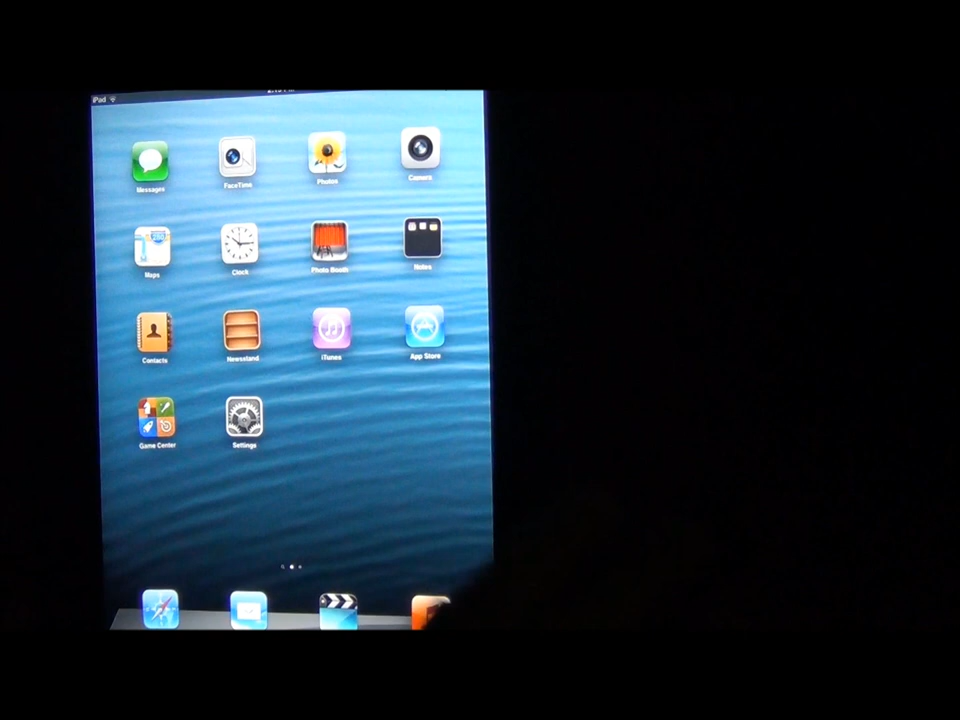 iPad
Messages
FaceTime
Photos
Camera
Maps
Clock
Photo Booth
Notes
Contacts
Newsstand
iTunes
App Store
Game Center
Settings